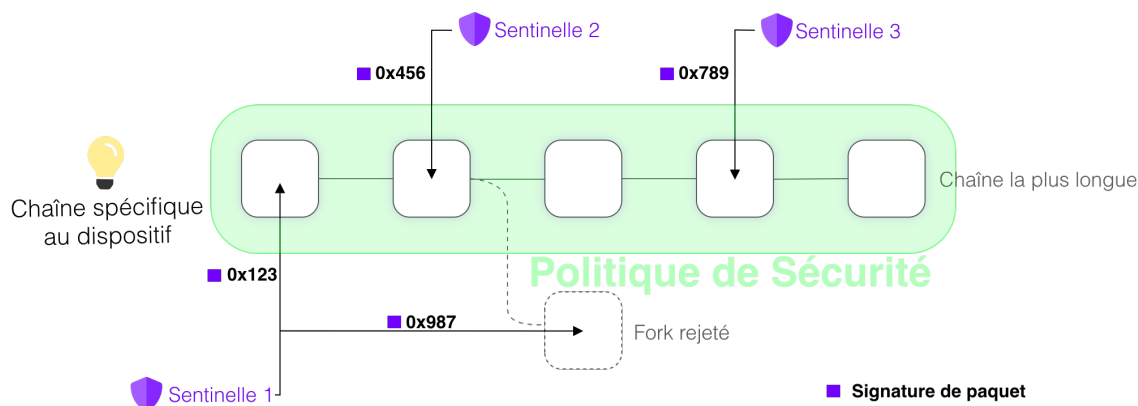 Sentinelle 2
Sentinelle 3
0x456
0x789
Chaîne spécifique
au dispositif
Chaîne la plus longue
0x123
Politique de Sécurité
0x987
Fork rejeté
Sentinelle 1
Signature de paquet